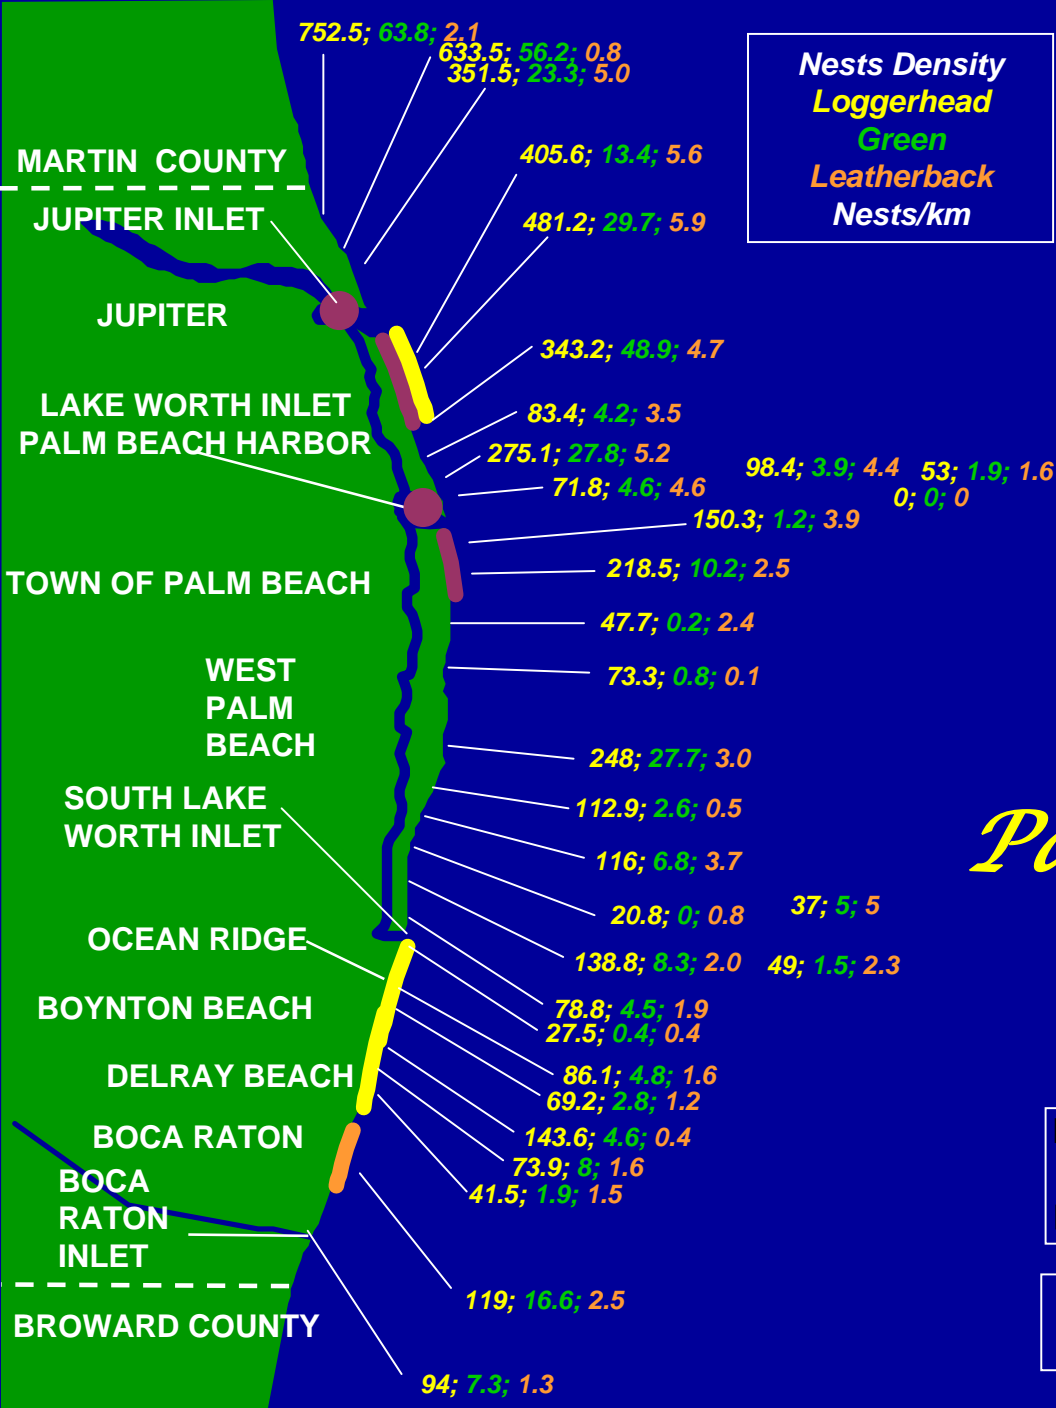 752.5; 63.8; 2.1
633.5; 56.2; 0.8
351.5; 23.3; 5.0
Nests Density
Loggerhead
Green
Leatherback
Nests/km
MARTIN COUNTY
405.6; 13.4; 5.6
JUPITER INLET
481.2; 29.7; 5.9
JUPITER
343.2; 48.9; 4.7
LAKE WORTH INLET
PALM BEACH HARBOR
83.4; 4.2; 3.5
275.1; 27.8; 5.2
98.4; 3.9; 4.4
53; 1.9; 1.6
71.8; 4.6; 4.6
0; 0; 0
150.3; 1.2; 3.9
218.5; 10.2; 2.5
TOWN OF PALM BEACH
47.7; 0.2; 2.4
WEST
PALM
BEACH
73.3; 0.8; 0.1
248; 27.7; 3.0
SOUTH LAKE
WORTH INLET
112.9; 2.6; 0.5
116; 6.8; 3.7
20.8; 0; 0.8
37; 5; 5
OCEAN RIDGE
138.8; 8.3; 2.0
49; 1.5; 2.3
BOYNTON BEACH
78.8; 4.5; 1.9
27.5; 0.4; 0.4
DELRAY BEACH
86.1; 4.8; 1.6
69.2; 2.8; 1.2
BOCA RATON
143.6; 4.6; 0.4
73.9; 8; 1.6
41.5; 1.9; 1.5
BOCA
RATON
INLET
119; 16.6; 2.5
BROWARD COUNTY
94; 7.3; 1.3